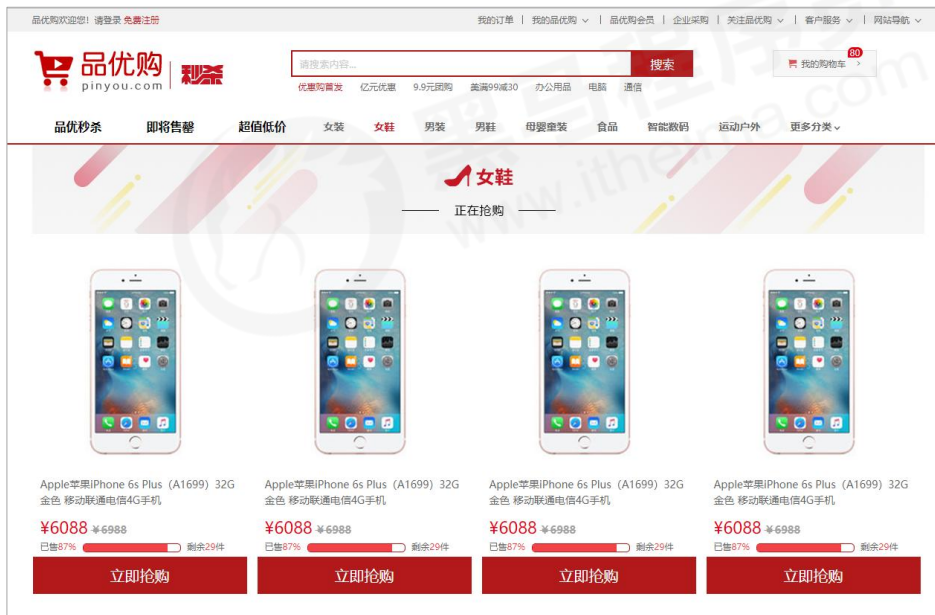 品优购欢迎您! 请登录 免费注册
我的订单 | 我的品优购 | 品优购会员 | 企业采购 | 关注品优购 | 客户服务 | 网站导航
品优购
pinyou.com
秒杀
请搜索内容...
搜索
80
我的购物车
优惠购首发 亿元优惠 9.9元团购 美满99减30 办公用品 电脑 通信
品优秒杀 即将售罄 超值低价 女装 女鞋 男装 男鞋 母婴童装 食品 智能数码 运动户外 更多分类
女鞋
正在抢购
黑马程序员
www.itheima.com
Apple苹果iPhone 6s Plus（A1699）32G
金色 移动联通电信4G手机
¥6088 ¥6988
已售87% 剩余29件
立即抢购
Apple苹果iPhone 6s Plus（A1699）32G
金色 移动联通电信4G手机
¥6088 ¥6988
已售87% 剩余29件
立即抢购
Apple苹果iPhone 6s Plus（A1699）32G
金色 移动联通电信4G手机
¥6088 ¥6988
已售87% 剩余29件
立即抢购
Apple苹果iPhone 6s Plus（A1699）32G
金色 移动联通电信4G手机
¥6088 ¥6988
已售87% 剩余29件
立即抢购